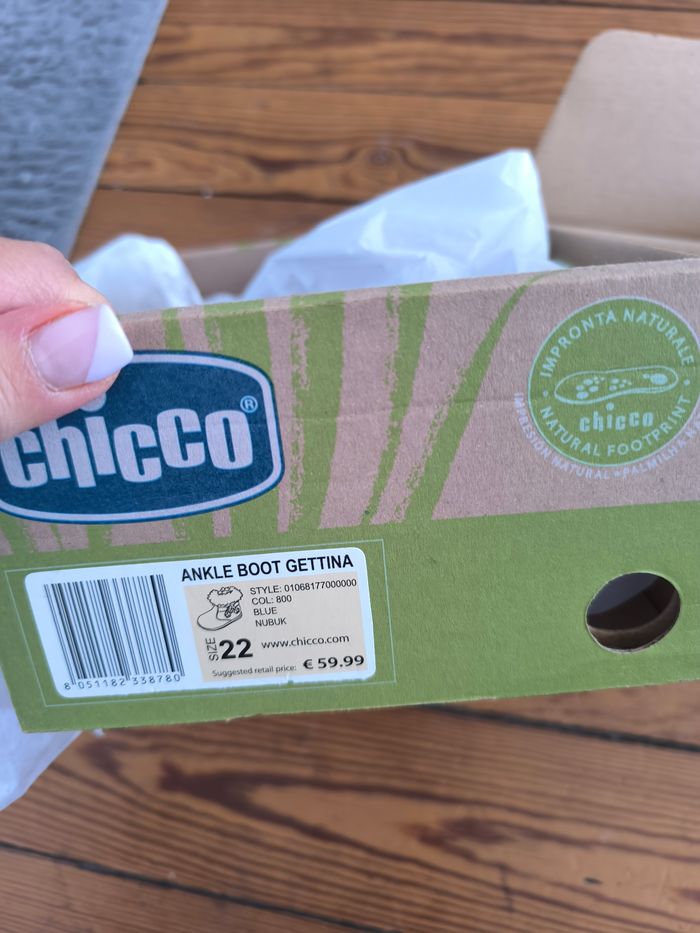 chicco®
IMPRONTA NATURALE
chicco
NATURAL FOOTPRINT
NATURAL • PALMILHA
ANKLE BOOT GETTINA
STYLE: 01068177000000
COL: 800
BLUE
NUBUK
SIZE 22 www.chicco.com
Suggested retail price: € 59.99
8 051182 338780